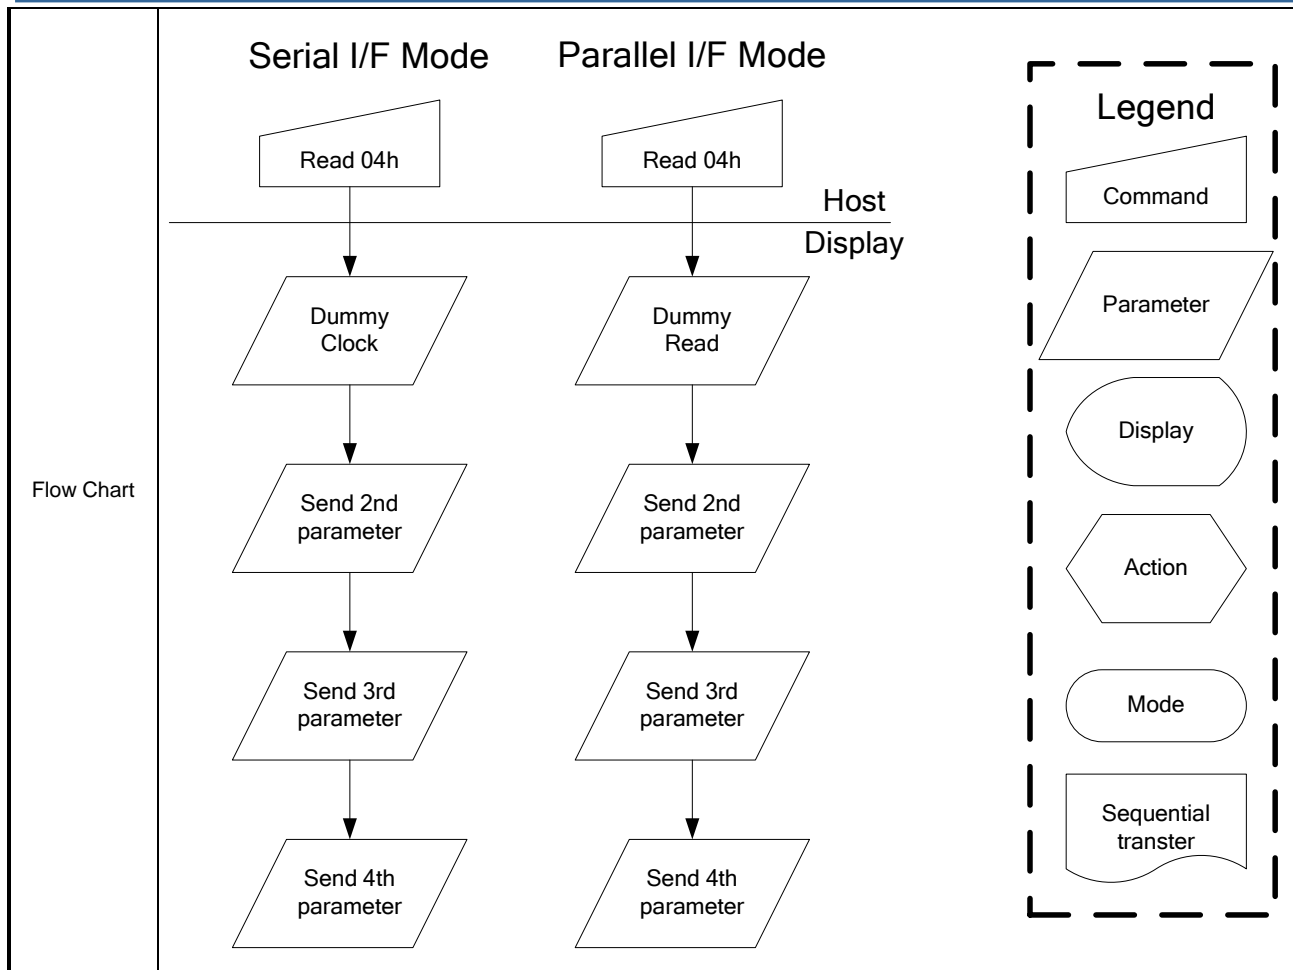 Flow Chart
Serial I/F Mode
Read 04h
Dummy
Clock
Send 2nd
parameter
Send 3rd
parameter
Send 4th
parameter
Parallel I/F Mode
Read 04h
Host
Display
Dummy
Read
Send 2nd
parameter
Send 3rd
parameter
Send 4th
parameter
Legend
Command
Parameter
Display
Action
Mode
Sequential
transter